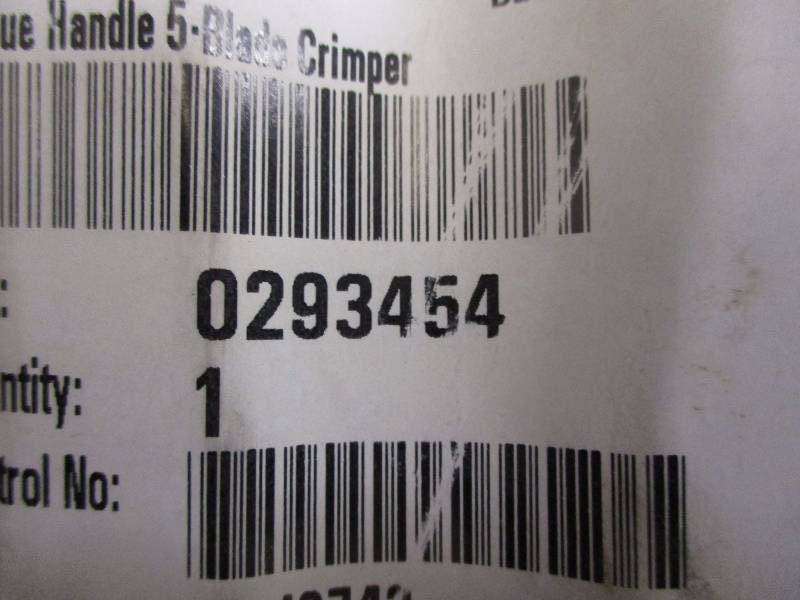 ue Handle 5-Blade Crimper
: 0293454
ntity: 1
trol No: